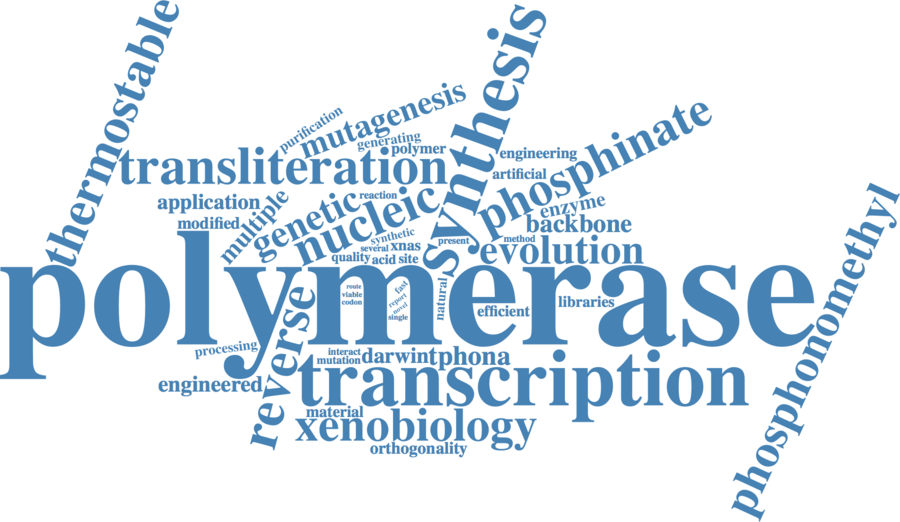 thermostable
synthesis
purification
mutagenesis
generating
polymer
phosphinate
transliteration
engineering
artificial
application
multiple
genetic
reaction
nucleic
enzyme
modified
backbone
synthetic
several
xnas
present
method
evolution
quality
acid
site
phosphonomethyl
polymerase
route
viable
codon
fast
report
novel
single
natural
efficient
libraries
reverse
processing
interact
mutation
darwin
tphona
engineered
transcription
material
xenobiology
orthogonality